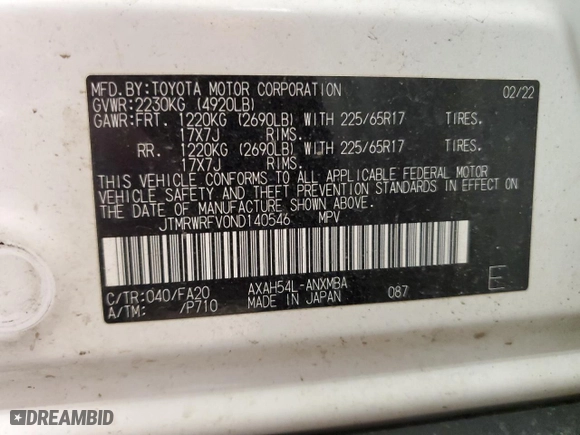 MFD.BY:TOYOTA MOTOR CORPORATION 02/22
GVWR:2230KG (4920LB)
GAWR:FRT. 1220KG (2690LB) WITH 225/65R17 TIRES.
17X7J RIMS.
RR. 1220KG (2690LB) WITH 225/65R17 TIRES.
17X7J RIMS.
THIS VEHICLE CONFORMS TO ALL APPLICABLE FEDERAL MOTOR
VEHICLE SAFETY AND THEFT PREVENTION STANDARDS IN EFFECT ON
THE DATE OF MANUFACTURE SHOWN ABOVE.
JTMRWRFV0ND140546 MPV
C/TR:040/FA20 AXAH54L-ANXMBA
A/TM: /P710 MADE IN JAPAN 087 E
DREAMBID